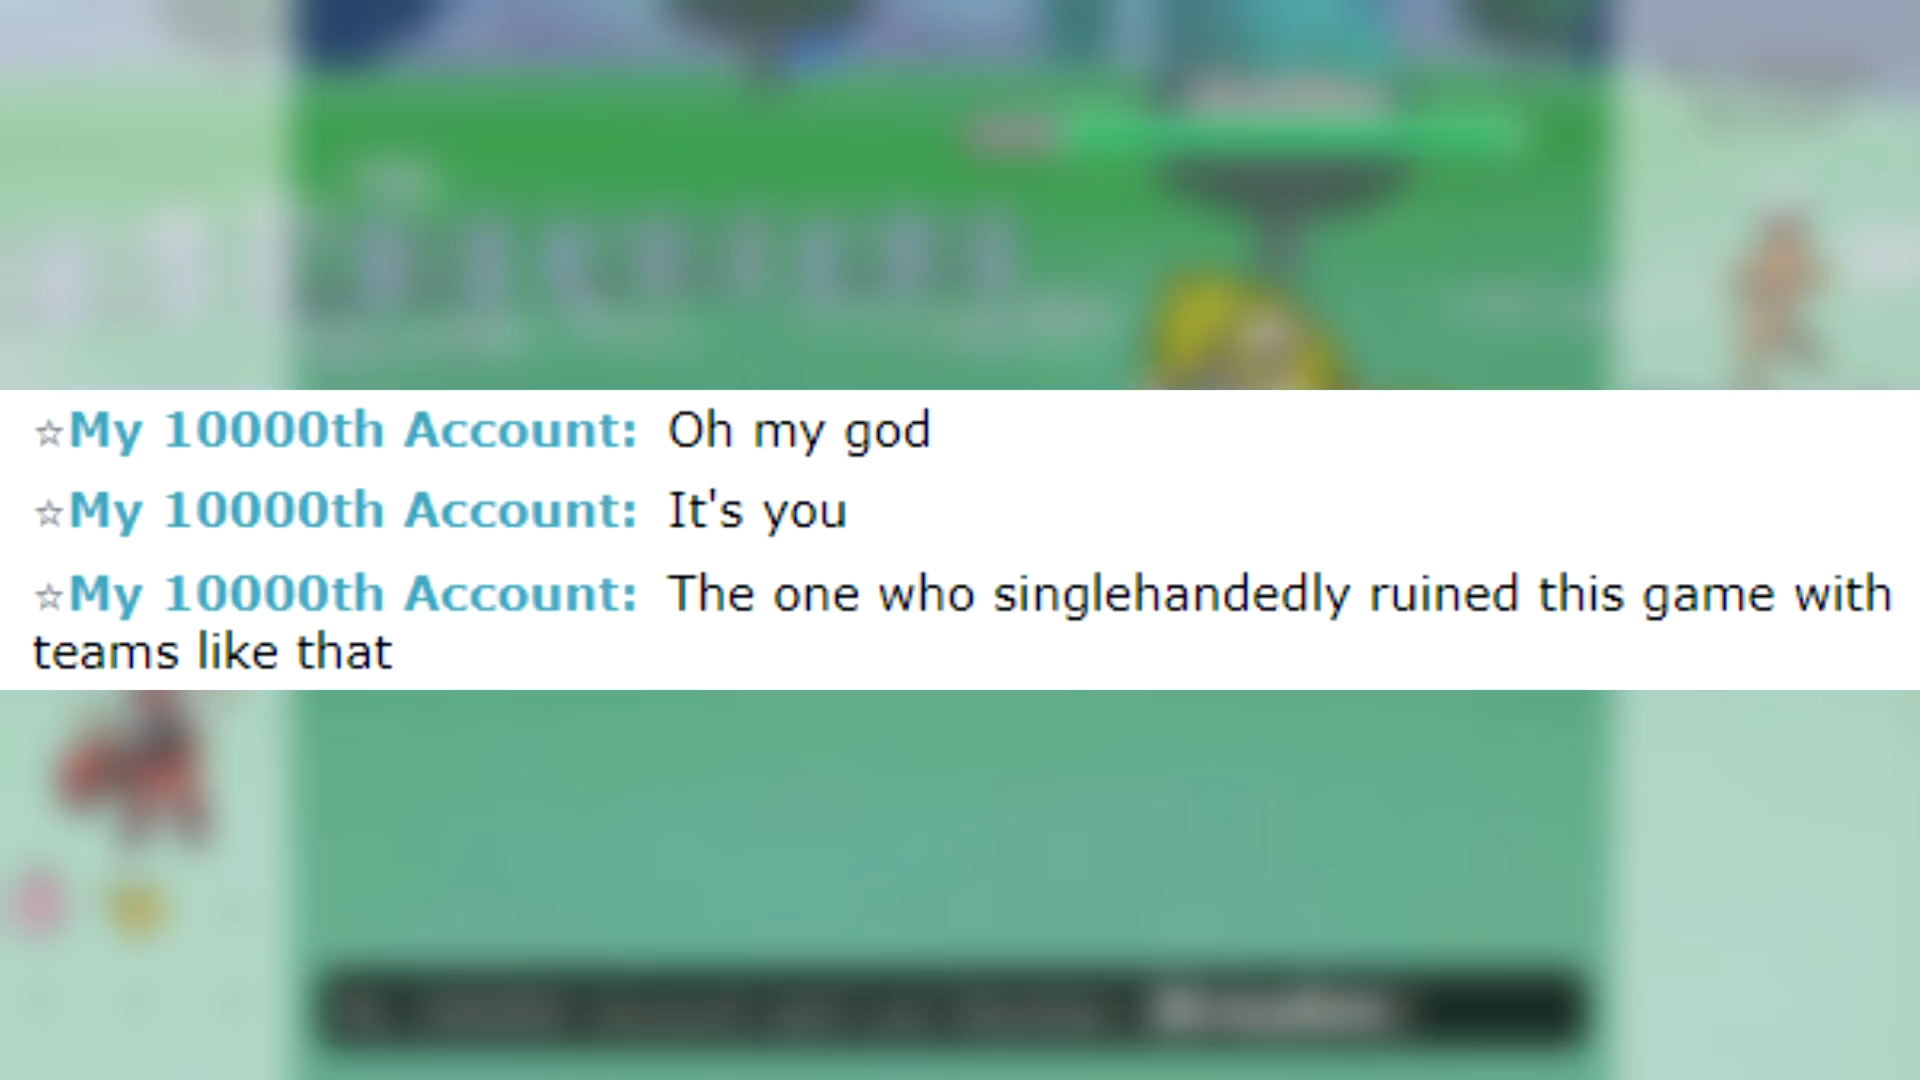 ☆My 10000th Account: Oh my god
☆My 10000th Account: It's you
☆My 10000th Account: The one who singlehandedly ruined this game with
teams like that